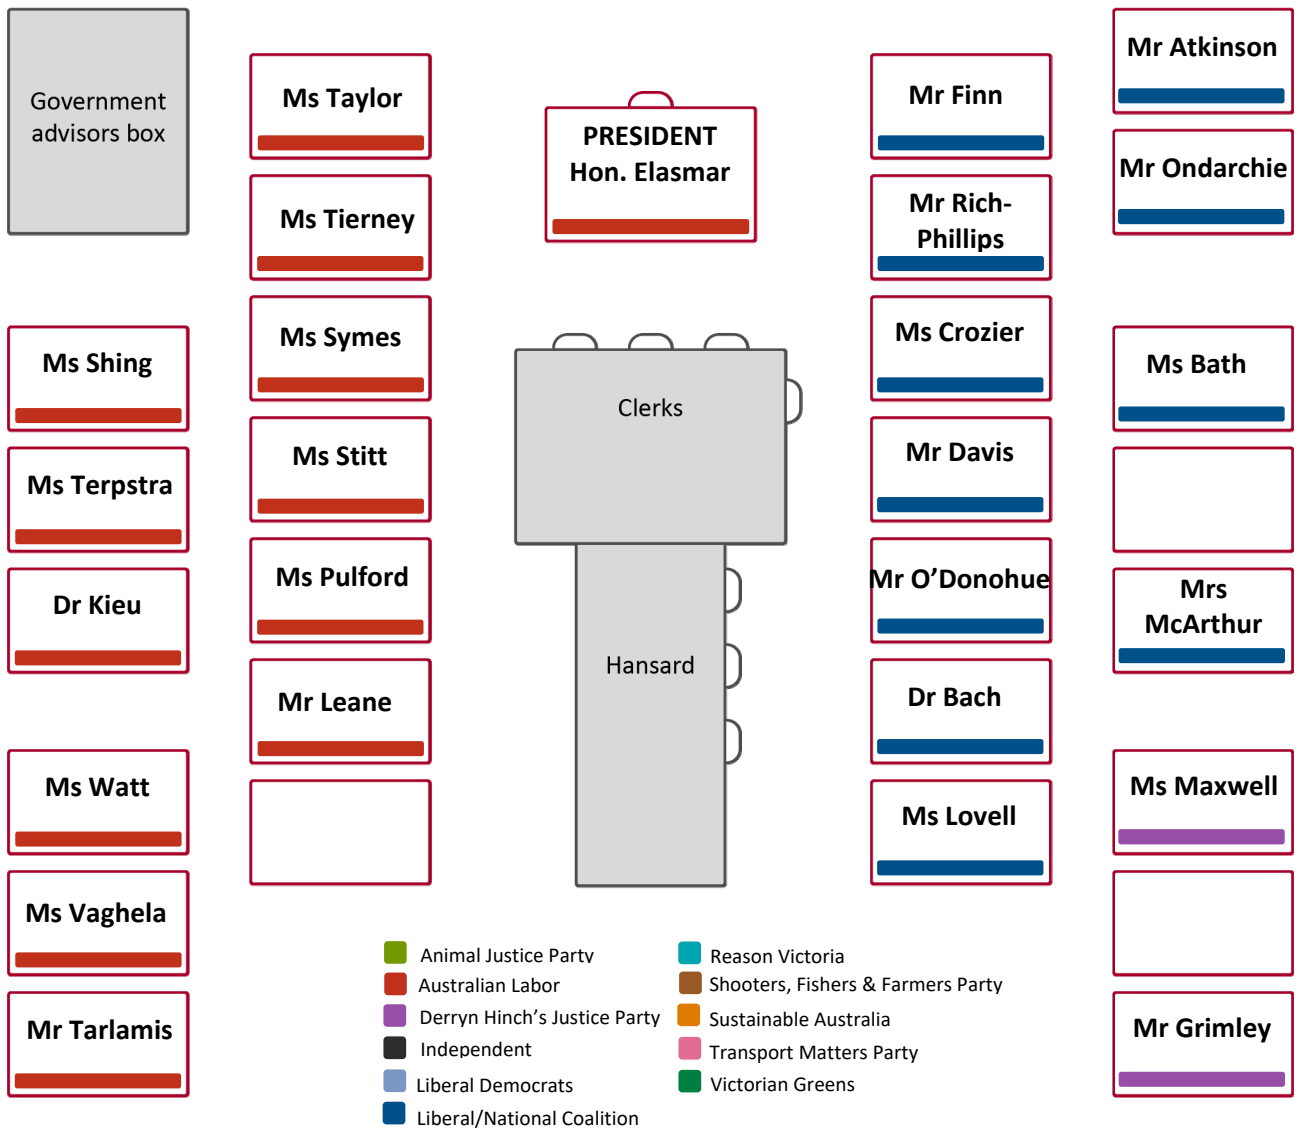 Government
advisors box
Ms Taylor
PRESIDENT
Hon. Elasmar
Mr Finn
Mr Atkinson
Ms Tierney
Mr Rich-
Phillips
Mr Ondarchie
Ms Shing
Ms Symes
Clerks
Ms Crozier
Ms Bath
Ms Terpstra
Ms Stitt
Mr Davis
Dr Kieu
Ms Pulford
Mr O’Donohue
Mrs
McArthur
Mr Leane
Hansard
Dr Bach
Ms Watt
Ms Lovell
Ms Maxwell
Ms Vaghela
Mr Tarlamis
Mr Grimley
Animal Justice Party
Australian Labor
Derryn Hinch’s Justice Party
Independent
Liberal Democrats
Liberal/National Coalition
Reason Victoria
Shooters, Fishers & Farmers Party
Sustainable Australia
Transport Matters Party
Victorian Greens